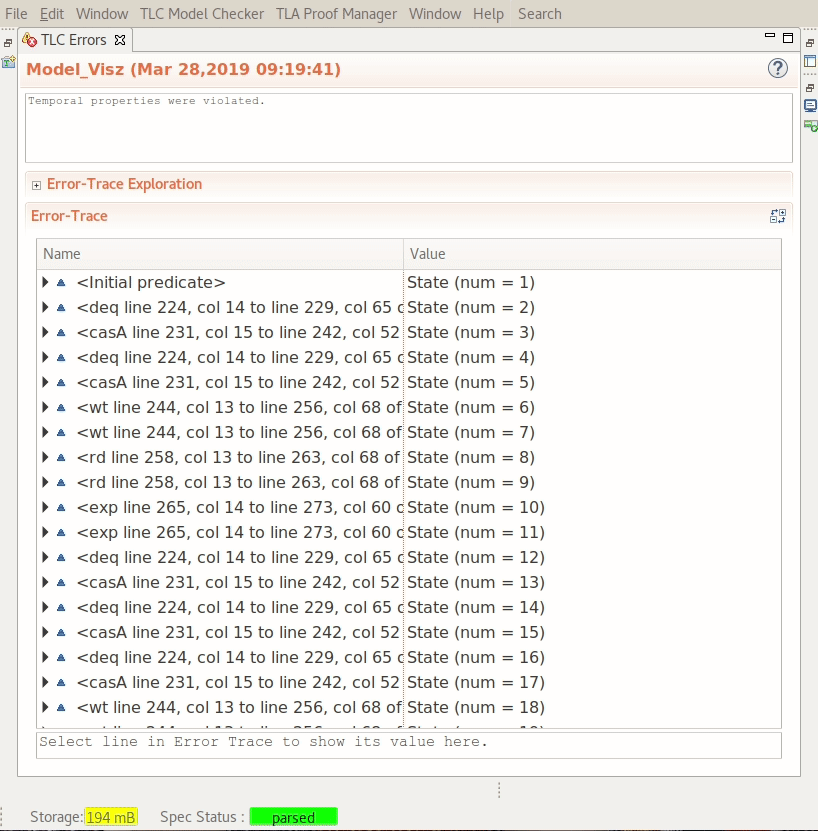 File Edit Window TLC Model Checker TLA Proof Manager Window Help Search
TLC Errors
Model_Visz (Mar 28,2019 09:19:41)
Temporal properties were violated.
Error-Trace Exploration
Error-Trace
Name Value
<Initial predicate> State (num = 1)
<deq line 224, col 14 to line 229, col 65 State (num = 2)
<casA line 231, col 15 to line 242, col 52 State (num = 3)
<deq line 224, col 14 to line 229, col 65 State (num = 4)
<casA line 231, col 15 to line 242, col 52 State (num = 5)
<wt line 244, col 13 to line 256, col 68 of State (num = 6)
<wt line 244, col 13 to line 256, col 68 of State (num = 7)
<rd line 258, col 13 to line 263, col 68 of State (num = 8)
<rd line 258, col 13 to line 263, col 68 of State (num = 9)
<exp line 265, col 14 to line 273, col 60 State (num = 10)
<exp line 265, col 14 to line 273, col 60 State (num = 11)
<deq line 224, col 14 to line 229, col 65 State (num = 12)
<casA line 231, col 15 to line 242, col 52 State (num = 13)
<deq line 224, col 14 to line 229, col 65 State (num = 14)
<casA line 231, col 15 to line 242, col 52 State (num = 15)
<deq line 224, col 14 to line 229, col 65 State (num = 16)
<casA line 231, col 15 to line 242, col 52 State (num = 17)
<wt line 244, col 13 to line 256, col 68 of State (num = 18)
Select line in Error Trace to show its value here.
Storage: 194 mB Spec Status : parsed